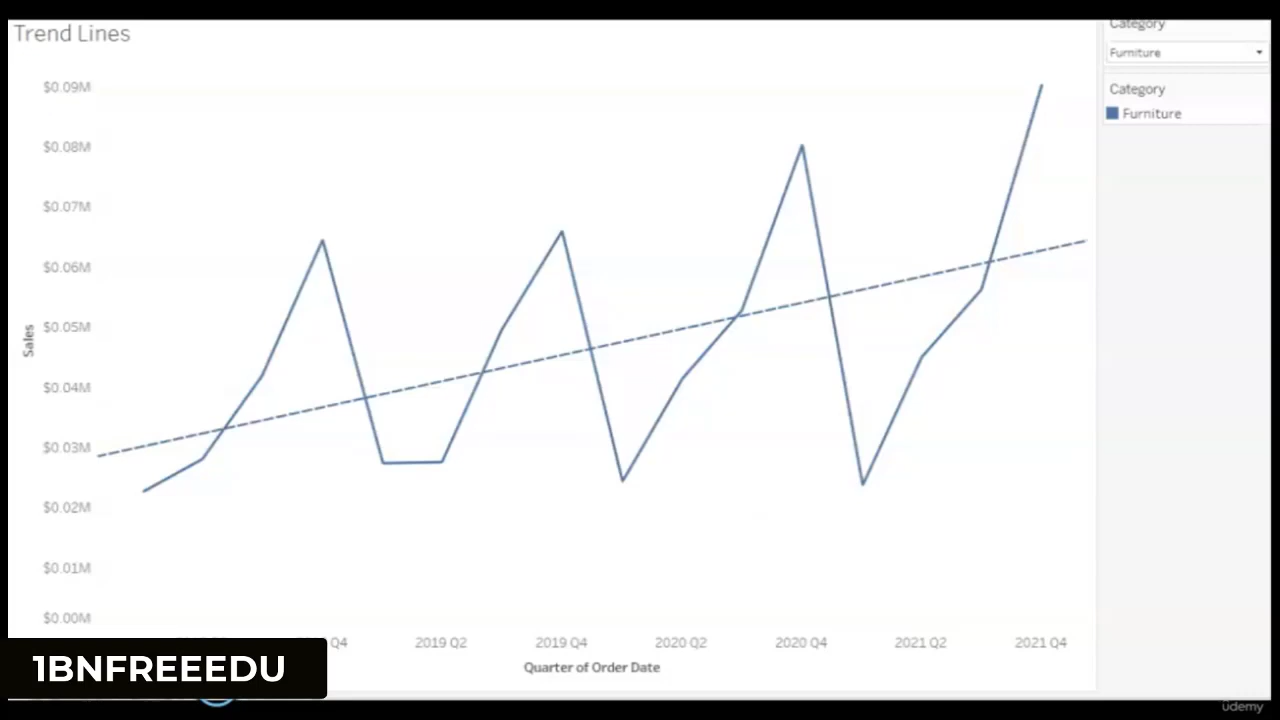 Trend Lines
Category
Furniture
Category
Furniture
$0.09M
$0.08M
$0.07M
$0.06M
$0.05M
$0.04M
$0.03M
$0.02M
$0.01M
$0.00M
Sales
Q4
2019 Q2
2019 Q4
2020 Q2
2020 Q4
2021 Q2
2021 Q4
Quarter of Order Date
1BNFREEEDU
ûdemy